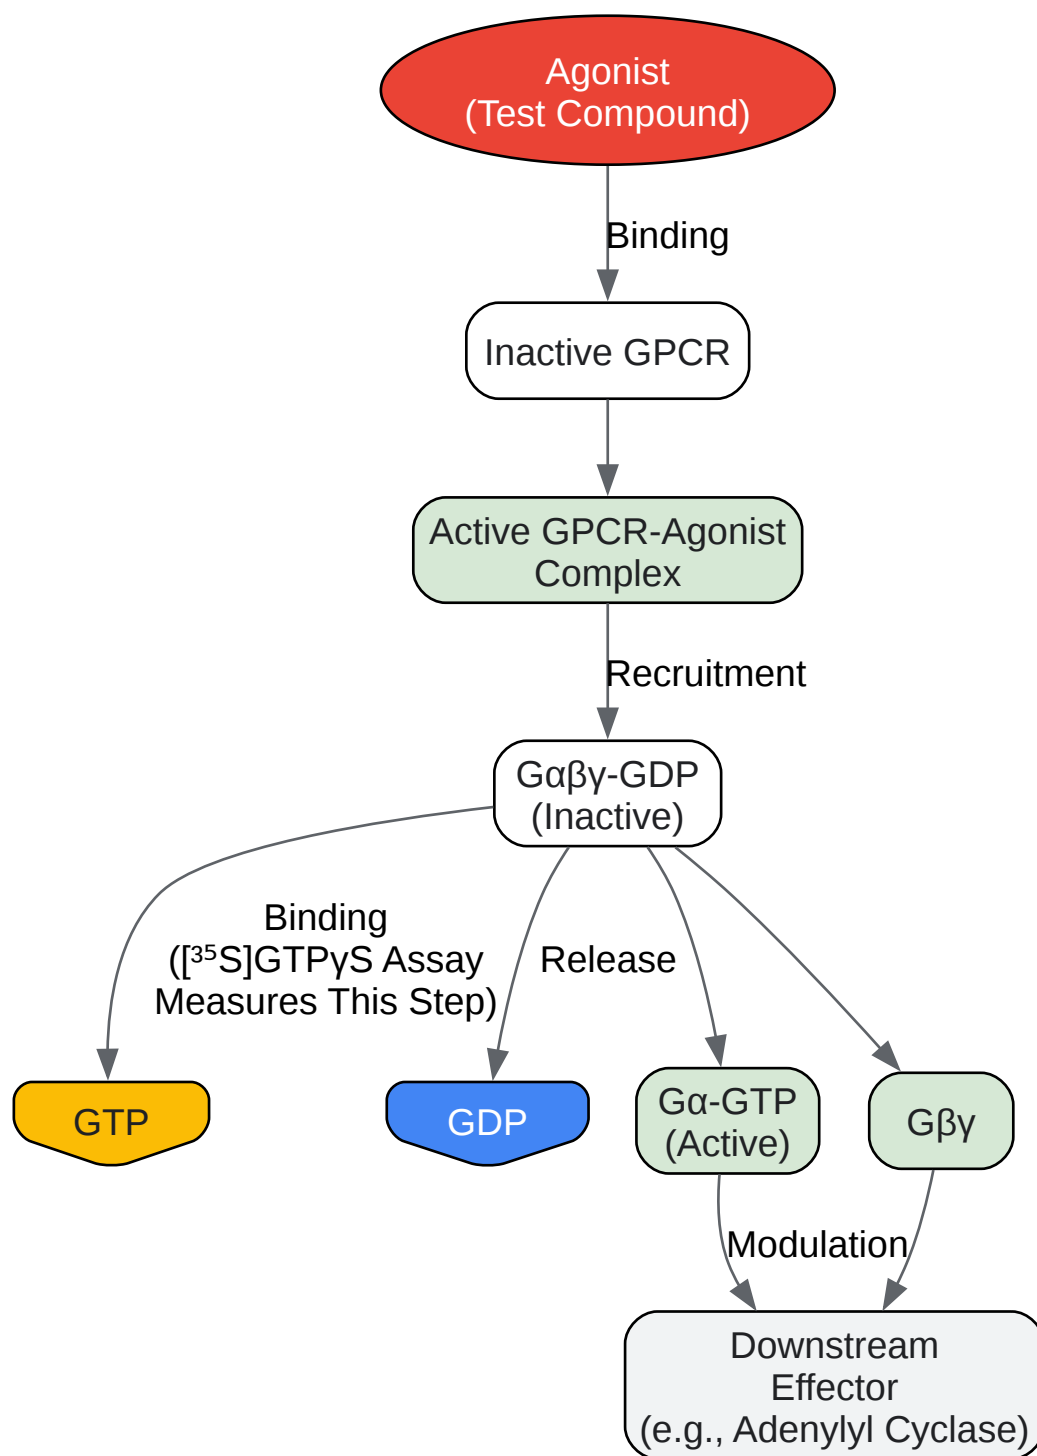 Agonist
(Test Compound)
Binding
Inactive GPCR
Active GPCR-Agonist
Complex
Recruitment
Gαβγ-GDP
(Inactive)
Binding
([³⁵S]GTPγS Assay
Measures This Step)
Release
GTP
GDP
Gα-GTP
(Active)
Gβγ
Modulation
Downstream
Effector
(e.g., Adenylyl Cyclase)